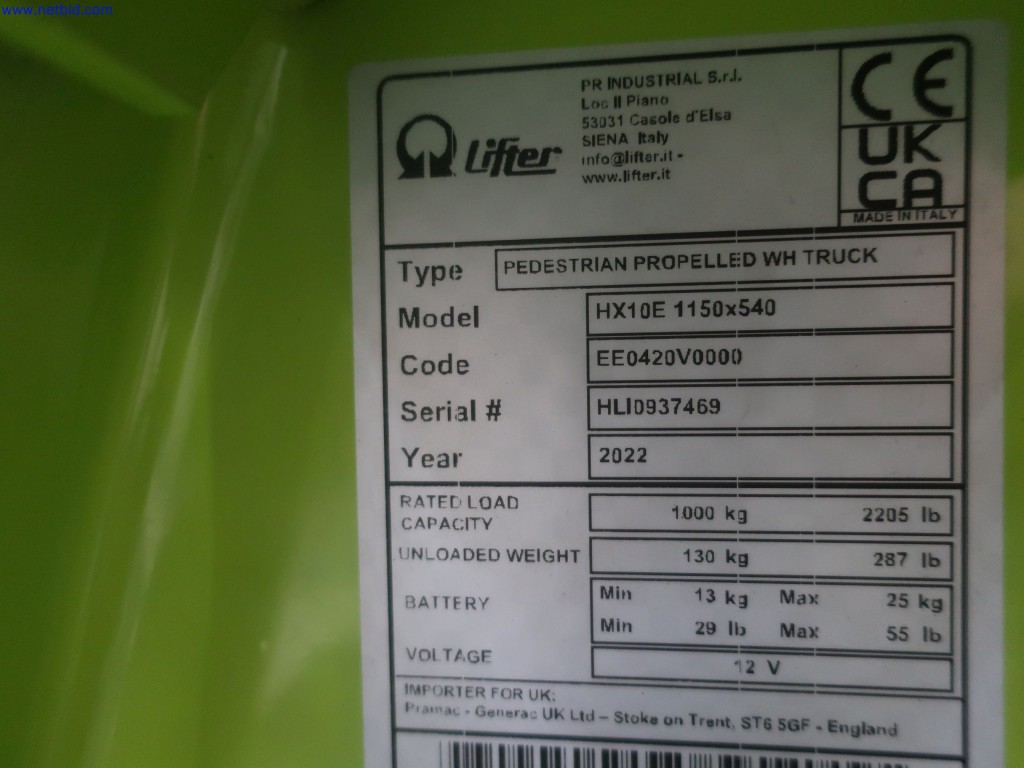 www.netbid.com
PR INDUSTRIAL S.r.l.
Loc Il Piano
53031 Casole d'Elsa
SIENA Italy
info@lifter.it -
www.lifter.it
Lifter
CE
UK
CA
MADE IN ITALY
Type PEDESTRIAN PROPELLED WH TRUCK
Model HX10E 1150x540
Code EE0420V0000
Serial # HLI0937469
Year 2022
RATED LOAD
CAPACITY 1000 kg 2205 lb
UNLOADED WEIGHT 130 kg 287 lb
BATTERY Min 13 kg Max 25 kg
Min 29 lb Max 55 lb
VOLTAGE 12 V
IMPORTER FOR UK:
Pramac - Generac UK Ltd – Stoke on Trent, ST6 5GF - England